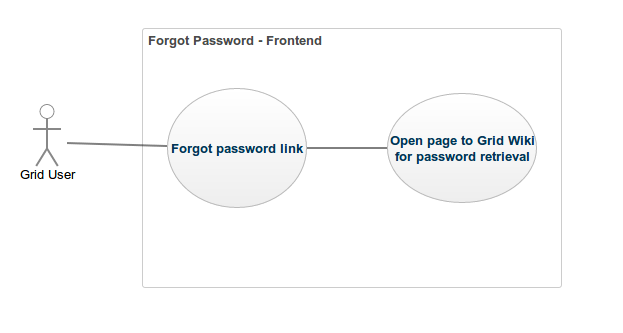 Forgot Password - Frontend
Forgot password link
Open page to Grid Wiki
for password retrieval
Grid User